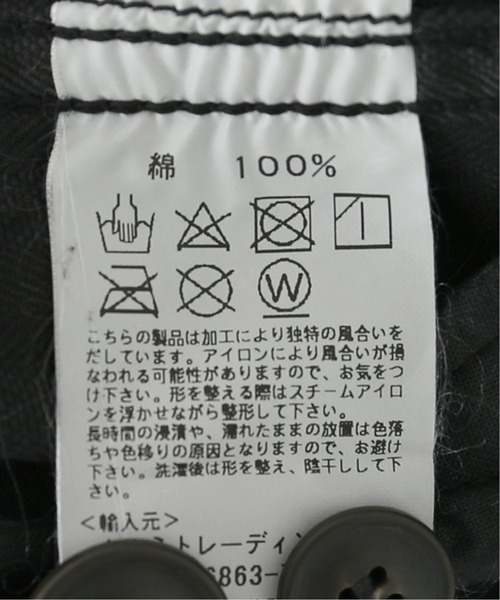 綿 100%
W
こちらの製品は加工により独特の風合いを
だしています。アイロンにより風合いが損
なわれる可能性がありますので、お気をつ
け下さい。形を整える際はスチームアイロ
ンを浮かせながら整形して下さい。
長時間の浸漬や、濡れたままの放置は色落
ちや色移りの原因となりますので、お避け
下さい。洗濯後は形を整え、陰干しして下
さい。
<輸入元>
トレーディン
6863-